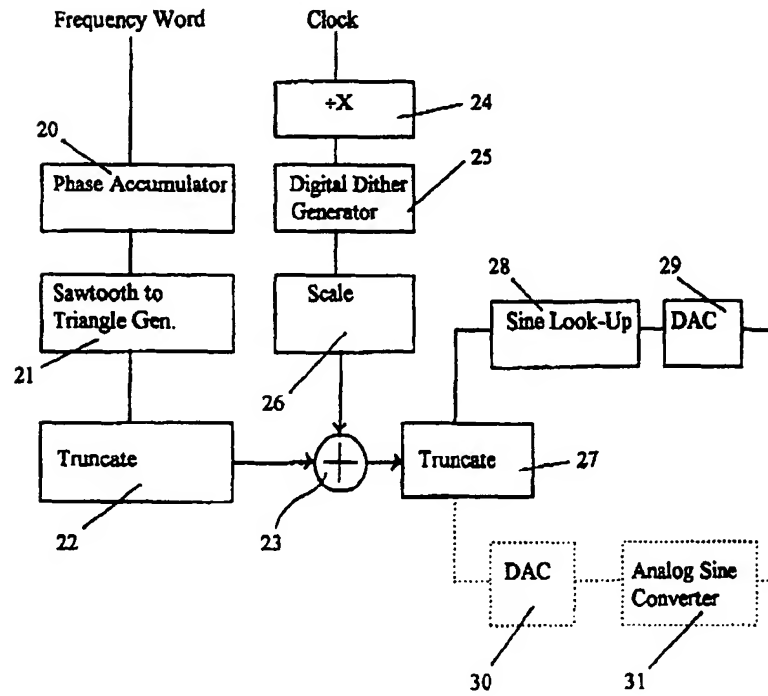 Frequency Word
Clock
+X
24
20
25
Phase Accumulator
Digital Dither
Generator
28
29
Sawtooth to
Triangle Gen.
Scale
Sine Look-Up
DAC
21
26
Truncate
Truncate
27
22
23
DAC
Analog Sine
Converter
30
31